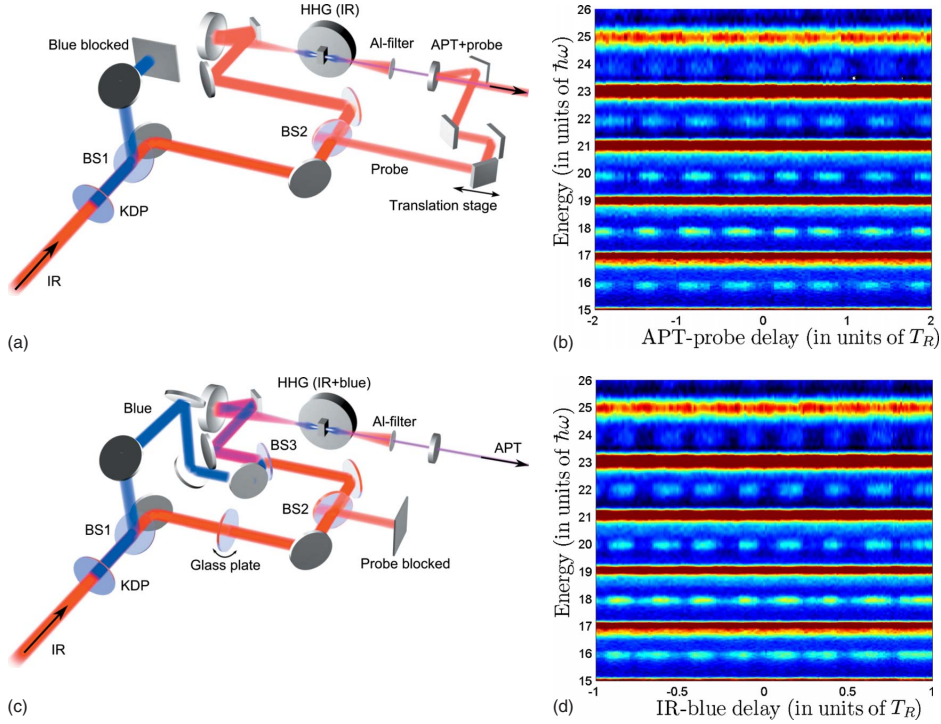 HHG (IR)
Blue blocked
Al-filter
APT+probe
BS1
BS2
KDP
Probe
Translation stage
IR
(a)
Energy (in units of ħω)
26
25
24
23
22
21
20
19
18
17
16
15
-2
-1
0
1
2
(b)
APT-probe delay (in units of T_R)
HHG (IR+blue)
Blue
Al-filter
BS3
APT
BS1
BS2
Glass plate
Probe blocked
KDP
IR
(c)
Energy (in units of ħω)
26
25
24
23
22
21
20
19
18
17
16
15
-1
-0.5
0
0.5
1
(d)
IR-blue delay (in units of T_R)